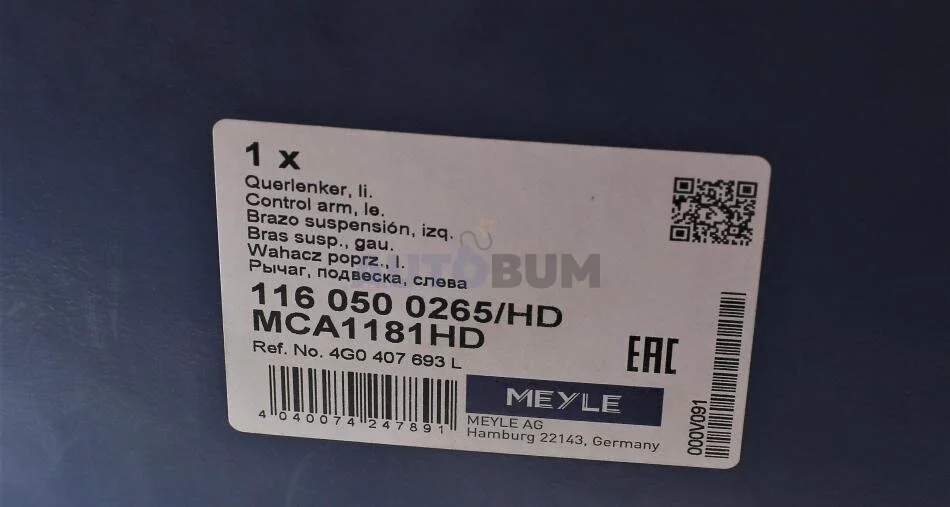 1 x
Querlenker, li.
Control arm, le.
Brazo suspensión, izq.
Bras susp., gau.
Wahacz poprz., l.
Рычаг, подвеска, слева
AUTOBUM
116 050 0265/HD
MCA1181HD
Ref. No. 4G0 407 693 L
EAC
MEYLE
4 040074 247891
MEYLE AG
Hamburg 22143, Germany
000V091